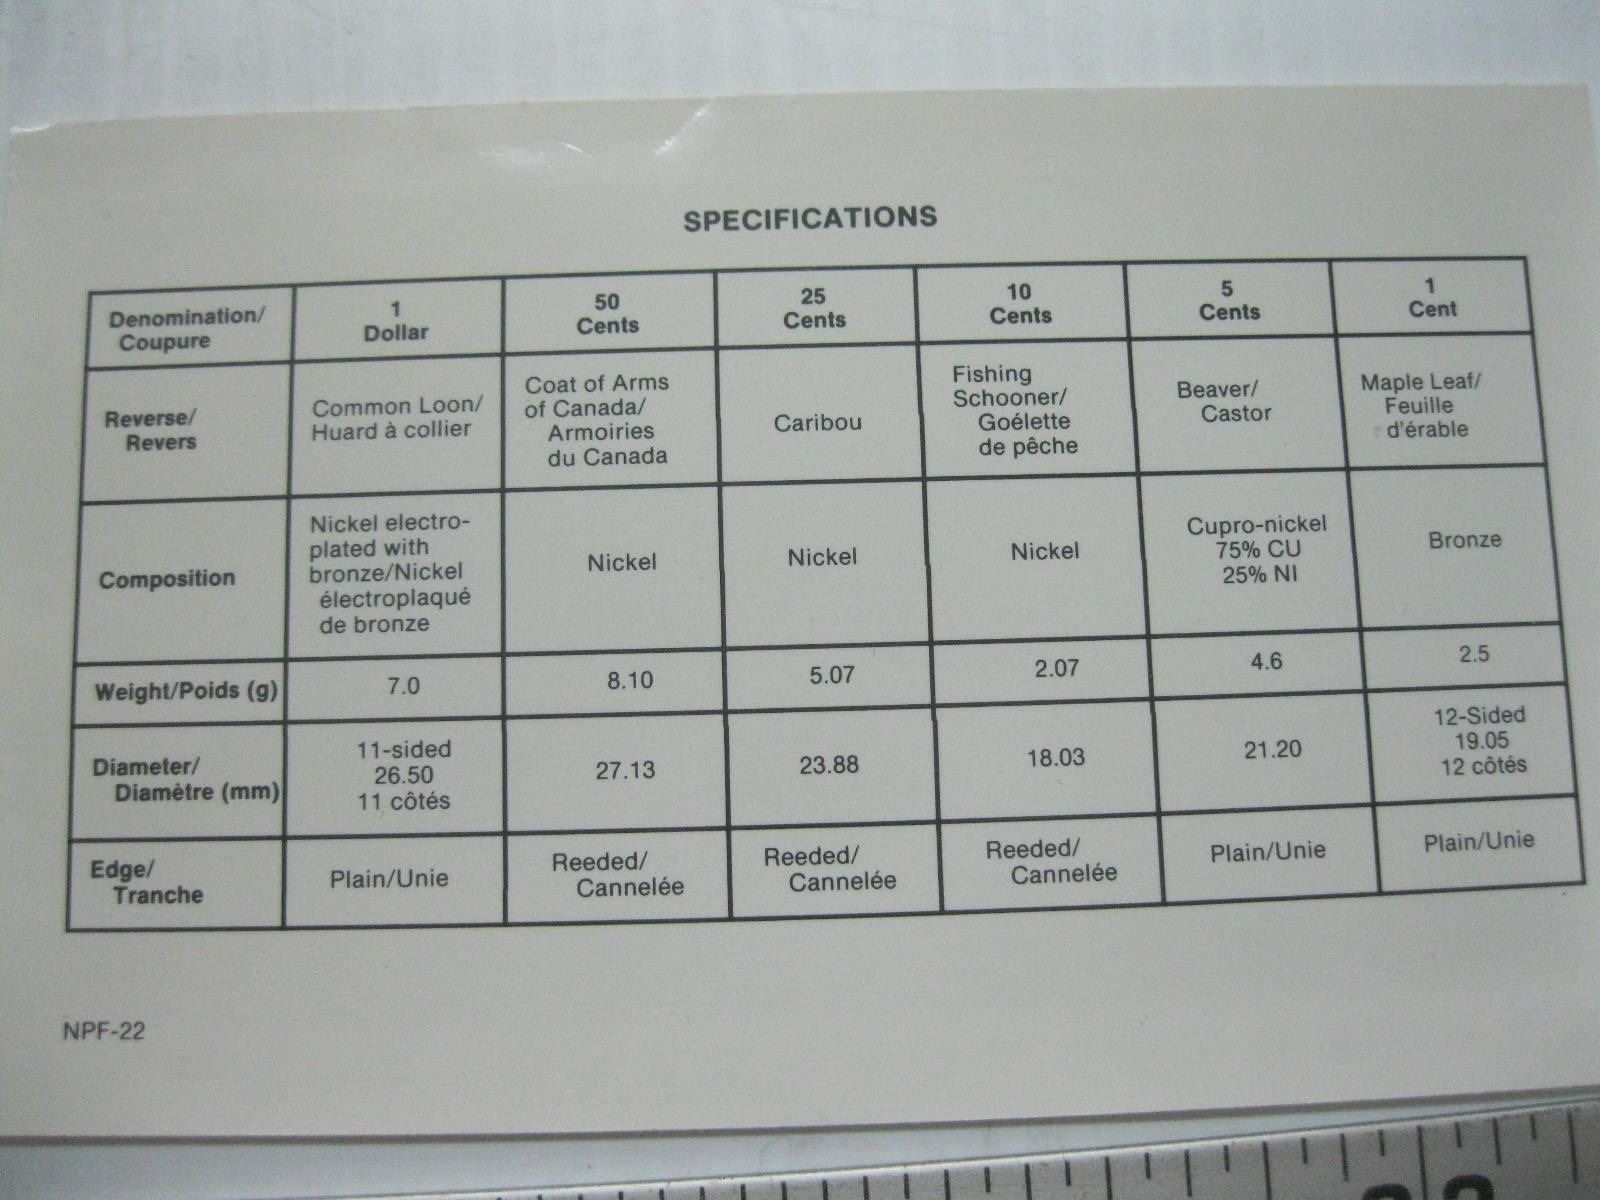 SPECIFICATIONS
Denomination/
Coupure
1
Dollar
50
Cents
25
Cents
10
Cents
5
Cents
1
Cent
Reverse/
Revers
Common Loon/
Huard à collier
Coat of Arms
of Canada/
Armoiries
du Canada
Caribou
Fishing
Schooner/
Goélette
de pêche
Beaver/
Castor
Maple Leaf/
Feuille
d'érable
Composition
Nickel electro-
plated with
bronze/Nickel
électroplaqué
de bronze
Nickel
Nickel
Nickel
Cupro-nickel
75% CU
25% NI
Bronze
Weight/Poids (g)
7.0
8.10
5.07
2.07
4.6
2.5
Diameter/
Diamètre (mm)
11-sided
26.50
11 côtés
27.13
23.88
18.03
21.20
12-Sided
19.05
12 côtés
Edge/
Tranche
Plain/Unie
Reeded/
Cannelée
Reeded/
Cannelée
Reeded/
Cannelée
Plain/Unie
Plain/Unie
NPF-22